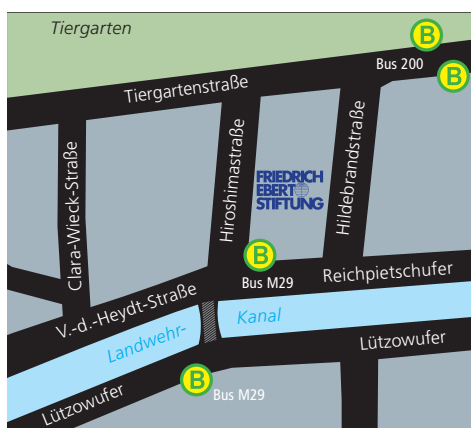 Tiergarten
B
Bus 200
B
Tiergartenstraße
Clara-Wieck-Straße
Hiroshimastraße
FRIEDRICH
EBERT
STIFTUNG
Hildebrandstraße
B
Bus M29
Reichpietschufer
V.-d.-Heydt-Straße
Landwehr-
Kanal
Lützowufer
B
Bus M29
Lützowufer